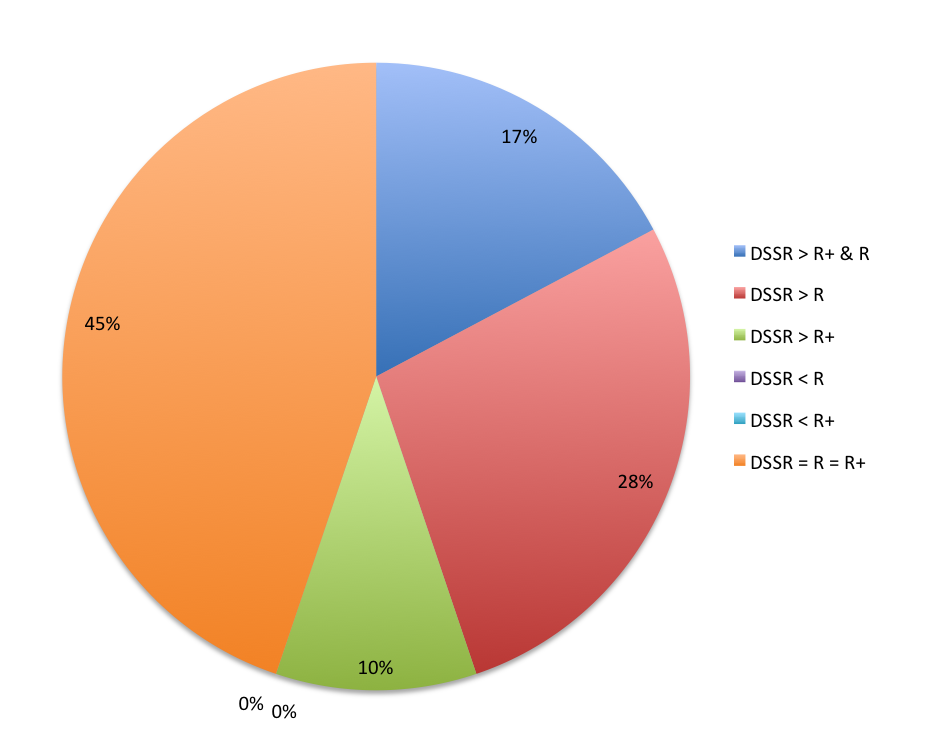 17%
28%
10%
0%
0%
45%
DSSR > R+ & R
DSSR > R
DSSR > R+
DSSR < R
DSSR < R+
DSSR = R = R+